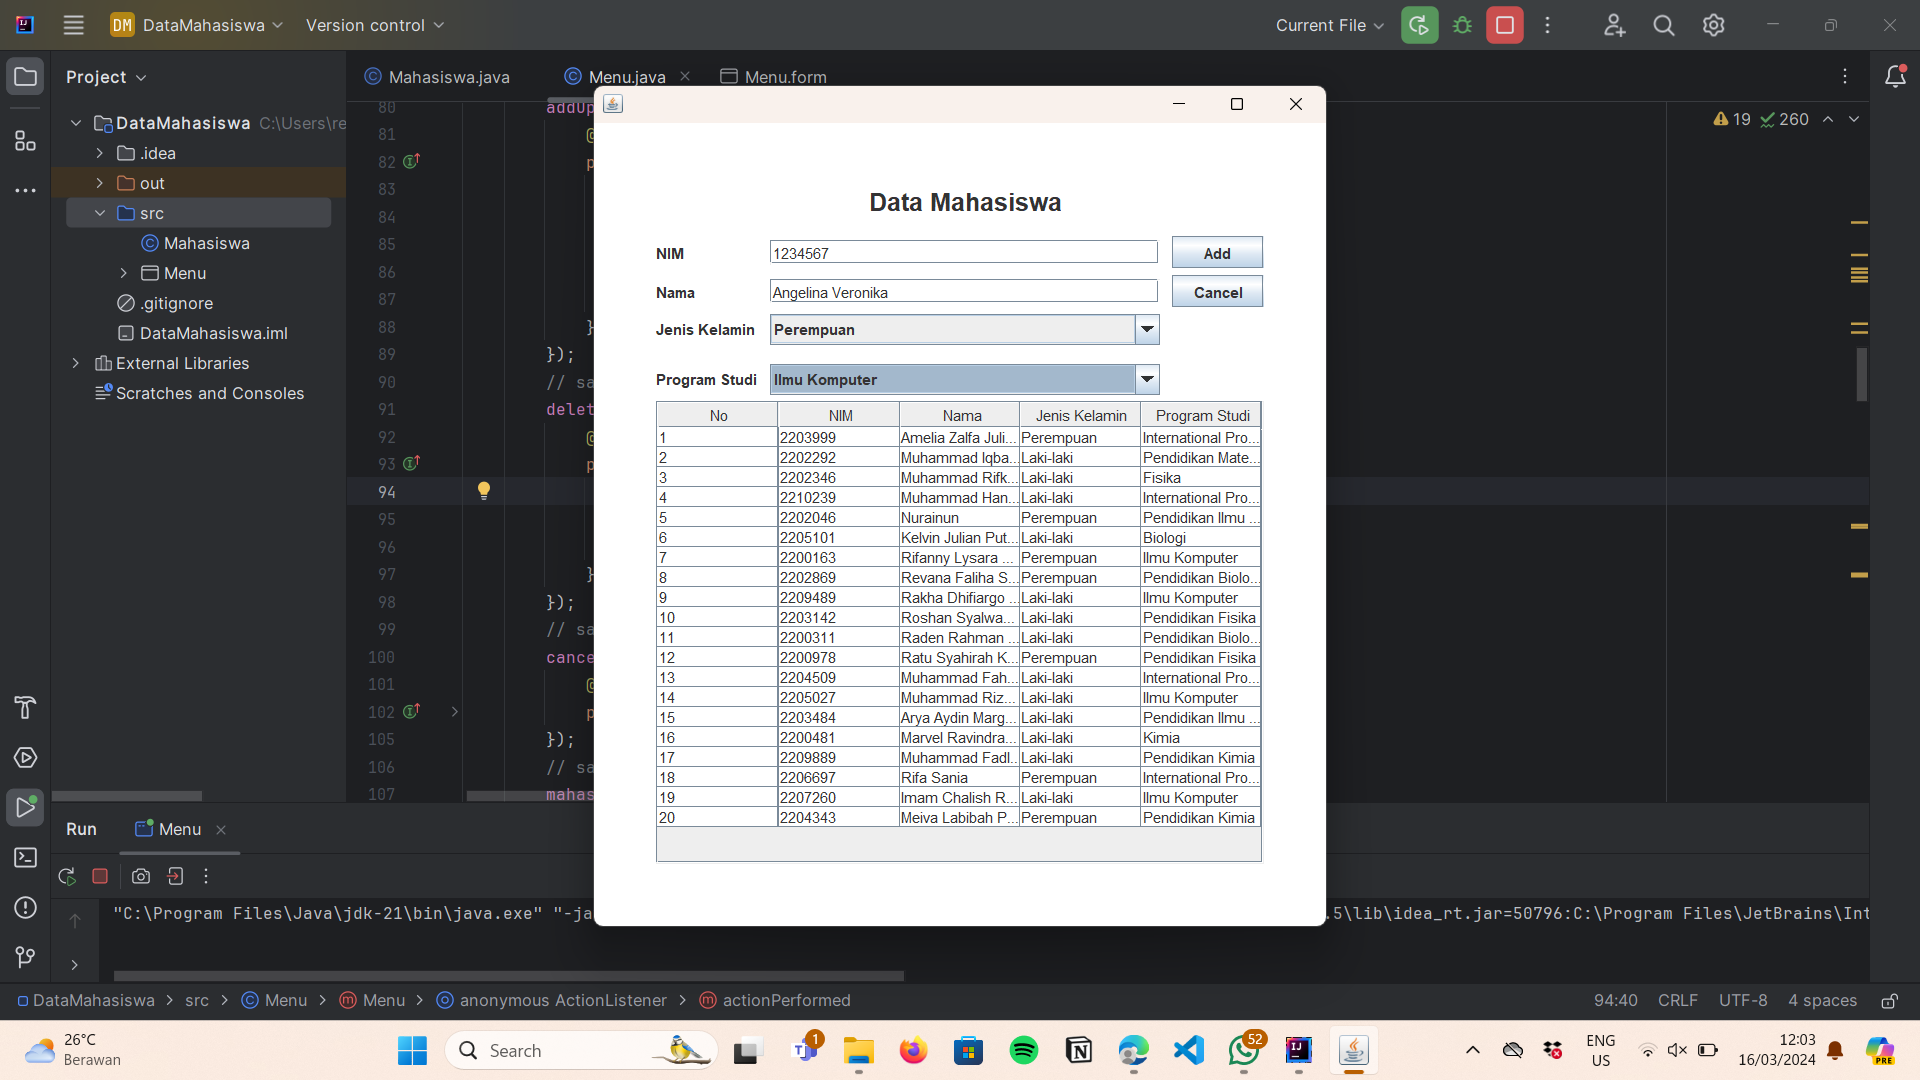 DM DataMahasiswa Version control Current File
Project
Mahasiswa.java Menu.java Menu.form
DataMahasiswa C:\Users\re
.idea
out
src
Mahasiswa
Menu
.gitignore
DataMahasiswa.iml
External Libraries
Scratches and Consoles
80 addUp
81 @
82 p
83
84
85
86
87
88 }
89 });
90 // sa
91 delet
92 @
93 p
94
95
96
97 }
98 });
99 // sa
100 cance
101 @
102 p
105 });
106 // sa
107 mahas
19 260
Data Mahasiswa
NIM 1234567 Add
Nama Angelina Veronika Cancel
Jenis Kelamin Perempuan
Program Studi Ilmu Komputer
No NIM Nama Jenis Kelamin Program Studi
1 2203999 Amelia Zalfa Juli... Perempuan International Pro...
2 2202292 Muhammad Iqba... Laki-laki Pendidikan Mate...
3 2202346 Muhammad Rifk... Laki-laki Fisika
4 2210239 Muhammad Han... Laki-laki International Pro...
5 2202046 Nurainun Perempuan Pendidikan Ilmu ...
6 2205101 Kelvin Julian Put... Laki-laki Biologi
7 2200163 Rifanny Lysara ... Perempuan Ilmu Komputer
8 2202869 Revana Faliha S... Perempuan Pendidikan Biolo...
9 2209489 Rakha Dhifiargo ... Laki-laki Ilmu Komputer
10 2203142 Roshan Syalwa... Laki-laki Pendidikan Fisika
11 2200311 Raden Rahman ... Laki-laki Pendidikan Biolo...
12 2200978 Ratu Syahirah K... Perempuan Pendidikan Fisika
13 2204509 Muhammad Fah... Laki-laki International Pro...
14 2205027 Muhammad Riz... Laki-laki Ilmu Komputer
15 2203484 Arya Aydin Marg... Laki-laki Pendidikan Ilmu ...
16 2200481 Marvel Ravindra... Laki-laki Kimia
17 2209889 Muhammad Fadl... Laki-laki Pendidikan Kimia
18 2206697 Rifa Sania Perempuan International Pro...
19 2207260 Imam Chalish R... Laki-laki Ilmu Komputer
20 2204343 Meiva Labibah P... Perempuan Pendidikan Kimia
Run Menu
"C:\Program Files\Java\jdk-21\bin\java.exe" "-ja .5\lib\idea_rt.jar=50796:C:\Program Files\JetBrains\Int
DataMahasiswa > src > Menu > Menu > anonymous ActionListener > actionPerformed 94:40 CRLF UTF-8 4 spaces
26°C
Berawan
Search
1
52
ENG
US
12:03
16/03/2024
PRE